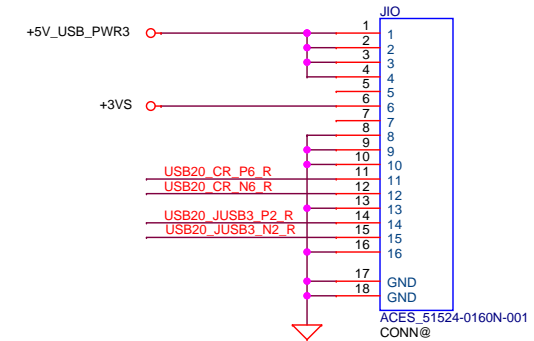 JIO
+5V_USB_PWR3
1 1
2 2
3 3
4 4
5 5
+3VS
6 6
7 7
8 8
9 9
10 10
USB20_CR_P6_R 11 11
USB20_CR_N6_R 12 12
13 13
USB20_JUSB3_P2_R 14 14
USB20_JUSB3_N2_R 15 15
16 16
17 GND
18 GND
ACES_51524-0160N-001
CONN@